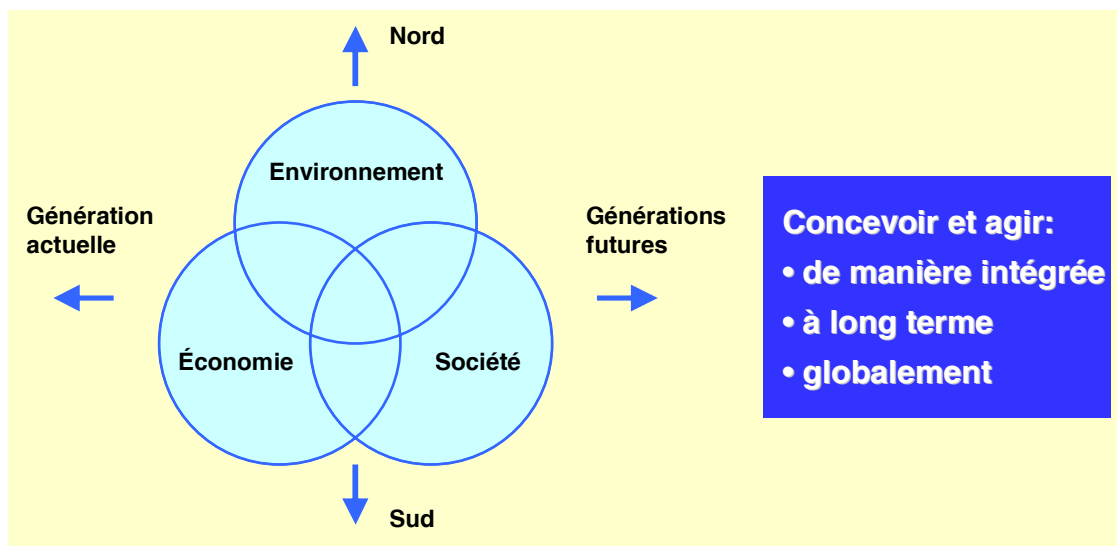 Nord
Environnement
Génération
actuelle
Générations
futures
Économie
Société
Sud
Concevoir et agir:
• de manière intégrée
• à long terme
• globalement